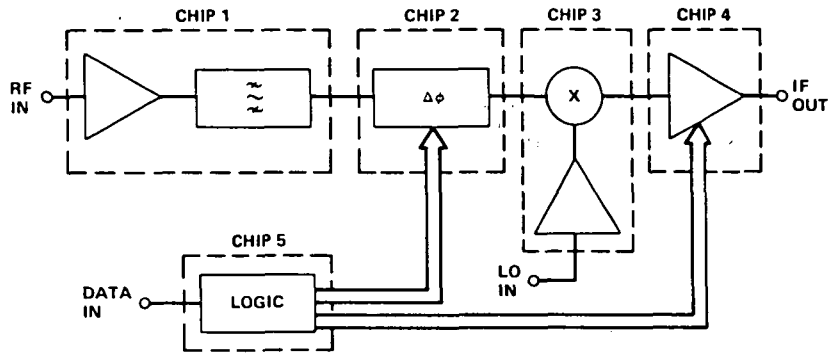 CHIP 1
CHIP 2
CHIP 3
CHIP 4
RF
IN
Δϕ
X
IF
OUT
CHIP 5
LO
IN
DATA
IN
LOGIC